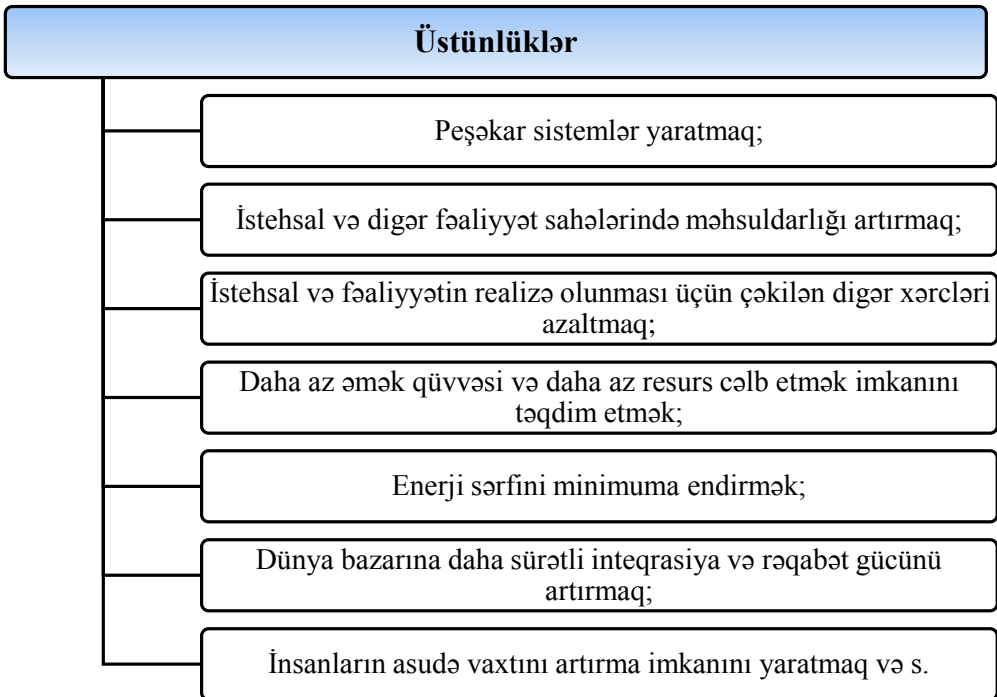 Üstünlüklər
Peşəkar sistemlər yaratmaq;
İstehsal və digər fəaliyyət sahələrində məhsuldarlığı artırmaq;
İstehsal və fəaliyyətin realizə olunması üçün çəkilən digər xərcləri
azaltmaq;
Daha az əmək qüvvəsi və daha az resurs cəlb etmək imkanını
təqdim etmək;
Enerji sərfini minimuma endirmək;
Dünya bazarına daha sürətli inteqrasiya və rəqabət gücünü
artırmaq;
İnsanların asudə vaxtını artırma imkanını yaratmaq və s.